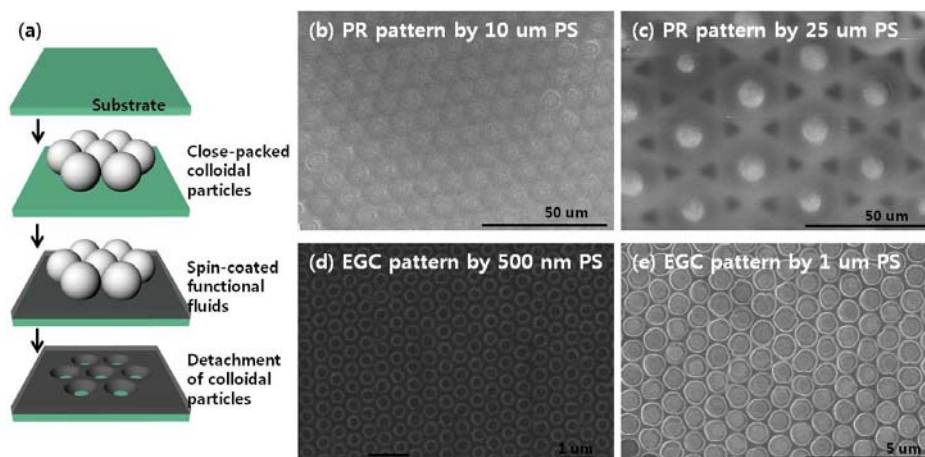 (a)
Substrate
Close-packed
colloidal
particles
Spin-coated
functional
fluids
Detachment
of colloidal
particles
(b) PR pattern by 10 um PS
50 um
(c) PR pattern by 25 um PS
50 um
(d) EGC pattern by 500 nm PS
1 um
(e) EGC pattern by 1 um PS
5 um